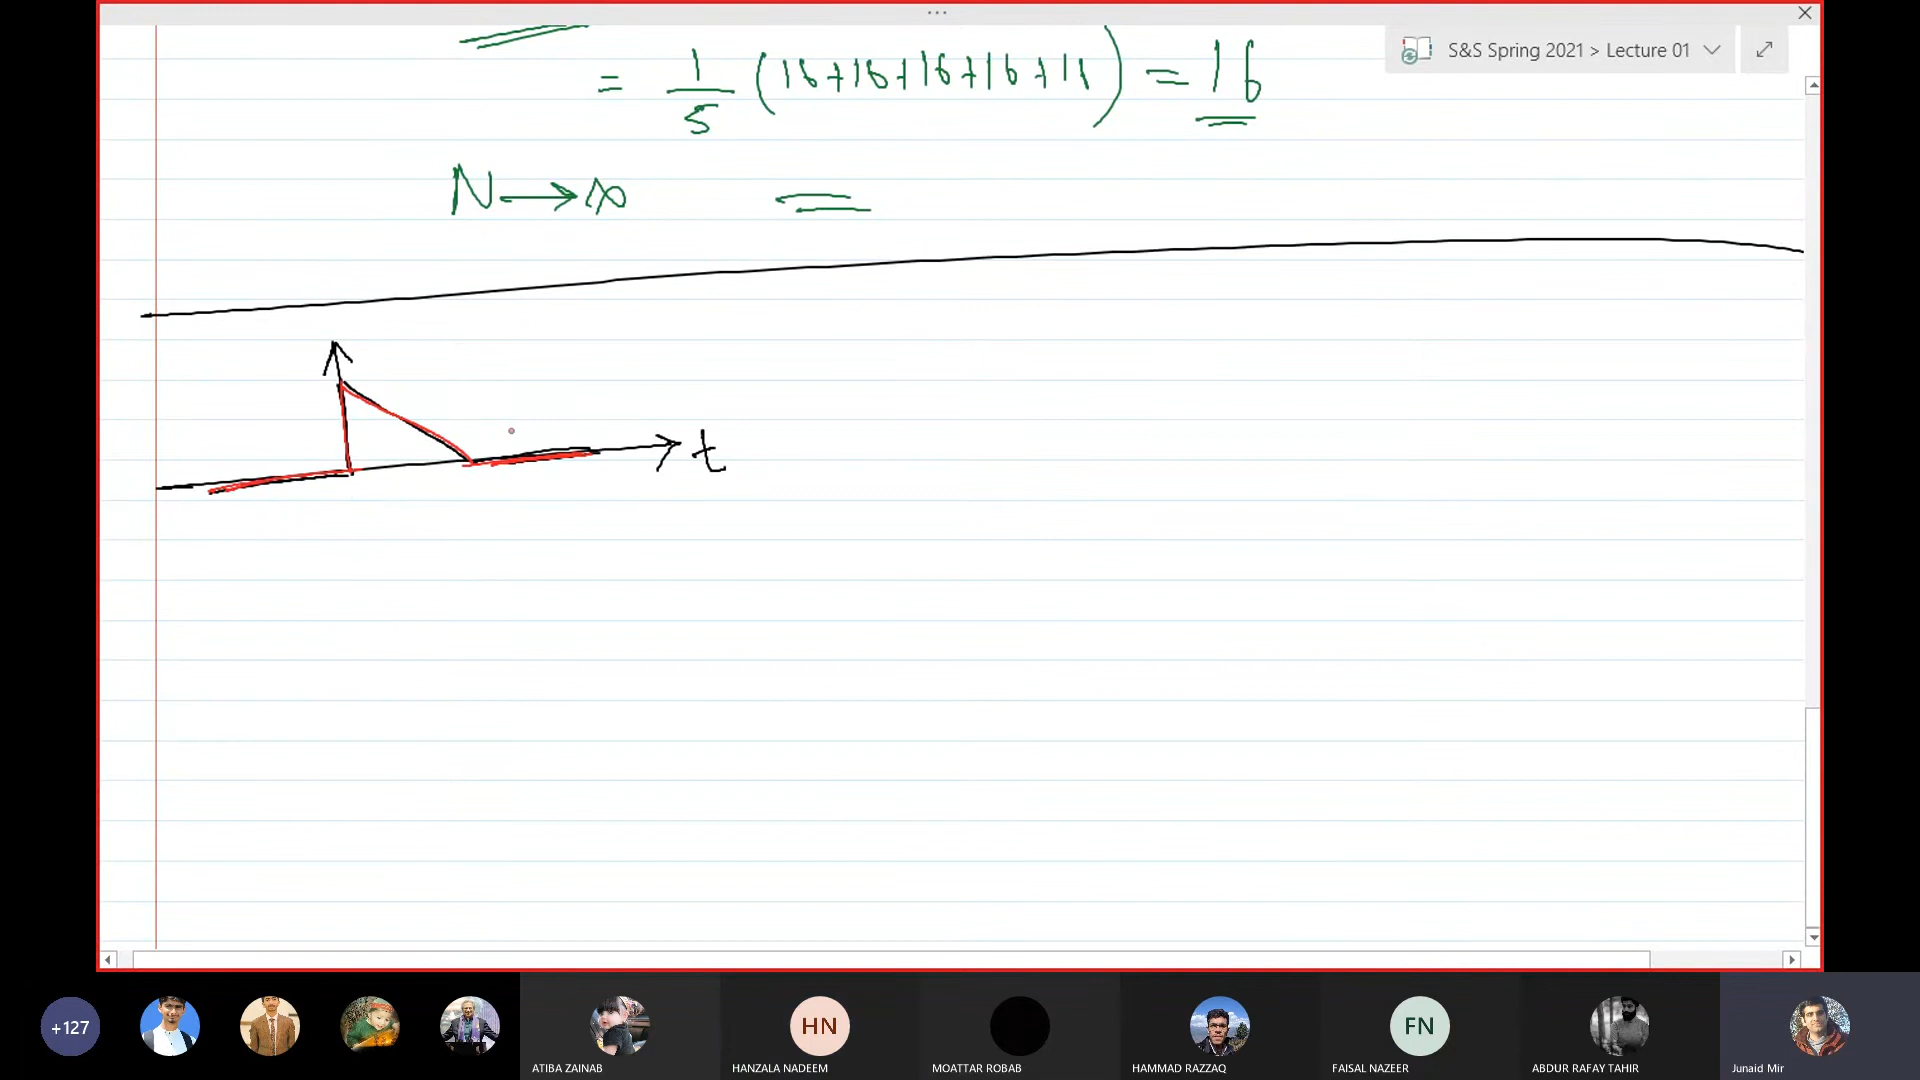 S&S Spring 2021 > Lecture 01
= 1/5 (16+16+16+16+16) = 16
N → ∞ =
t
+127
HN
FN
ATIBA ZAINAB
HANZALA NADEEM
MOATTAR ROBAB
HAMMAD RAZZAQ
FAISAL NAZEER
ABDUR RAFAY TAHIR
Junaid Mir